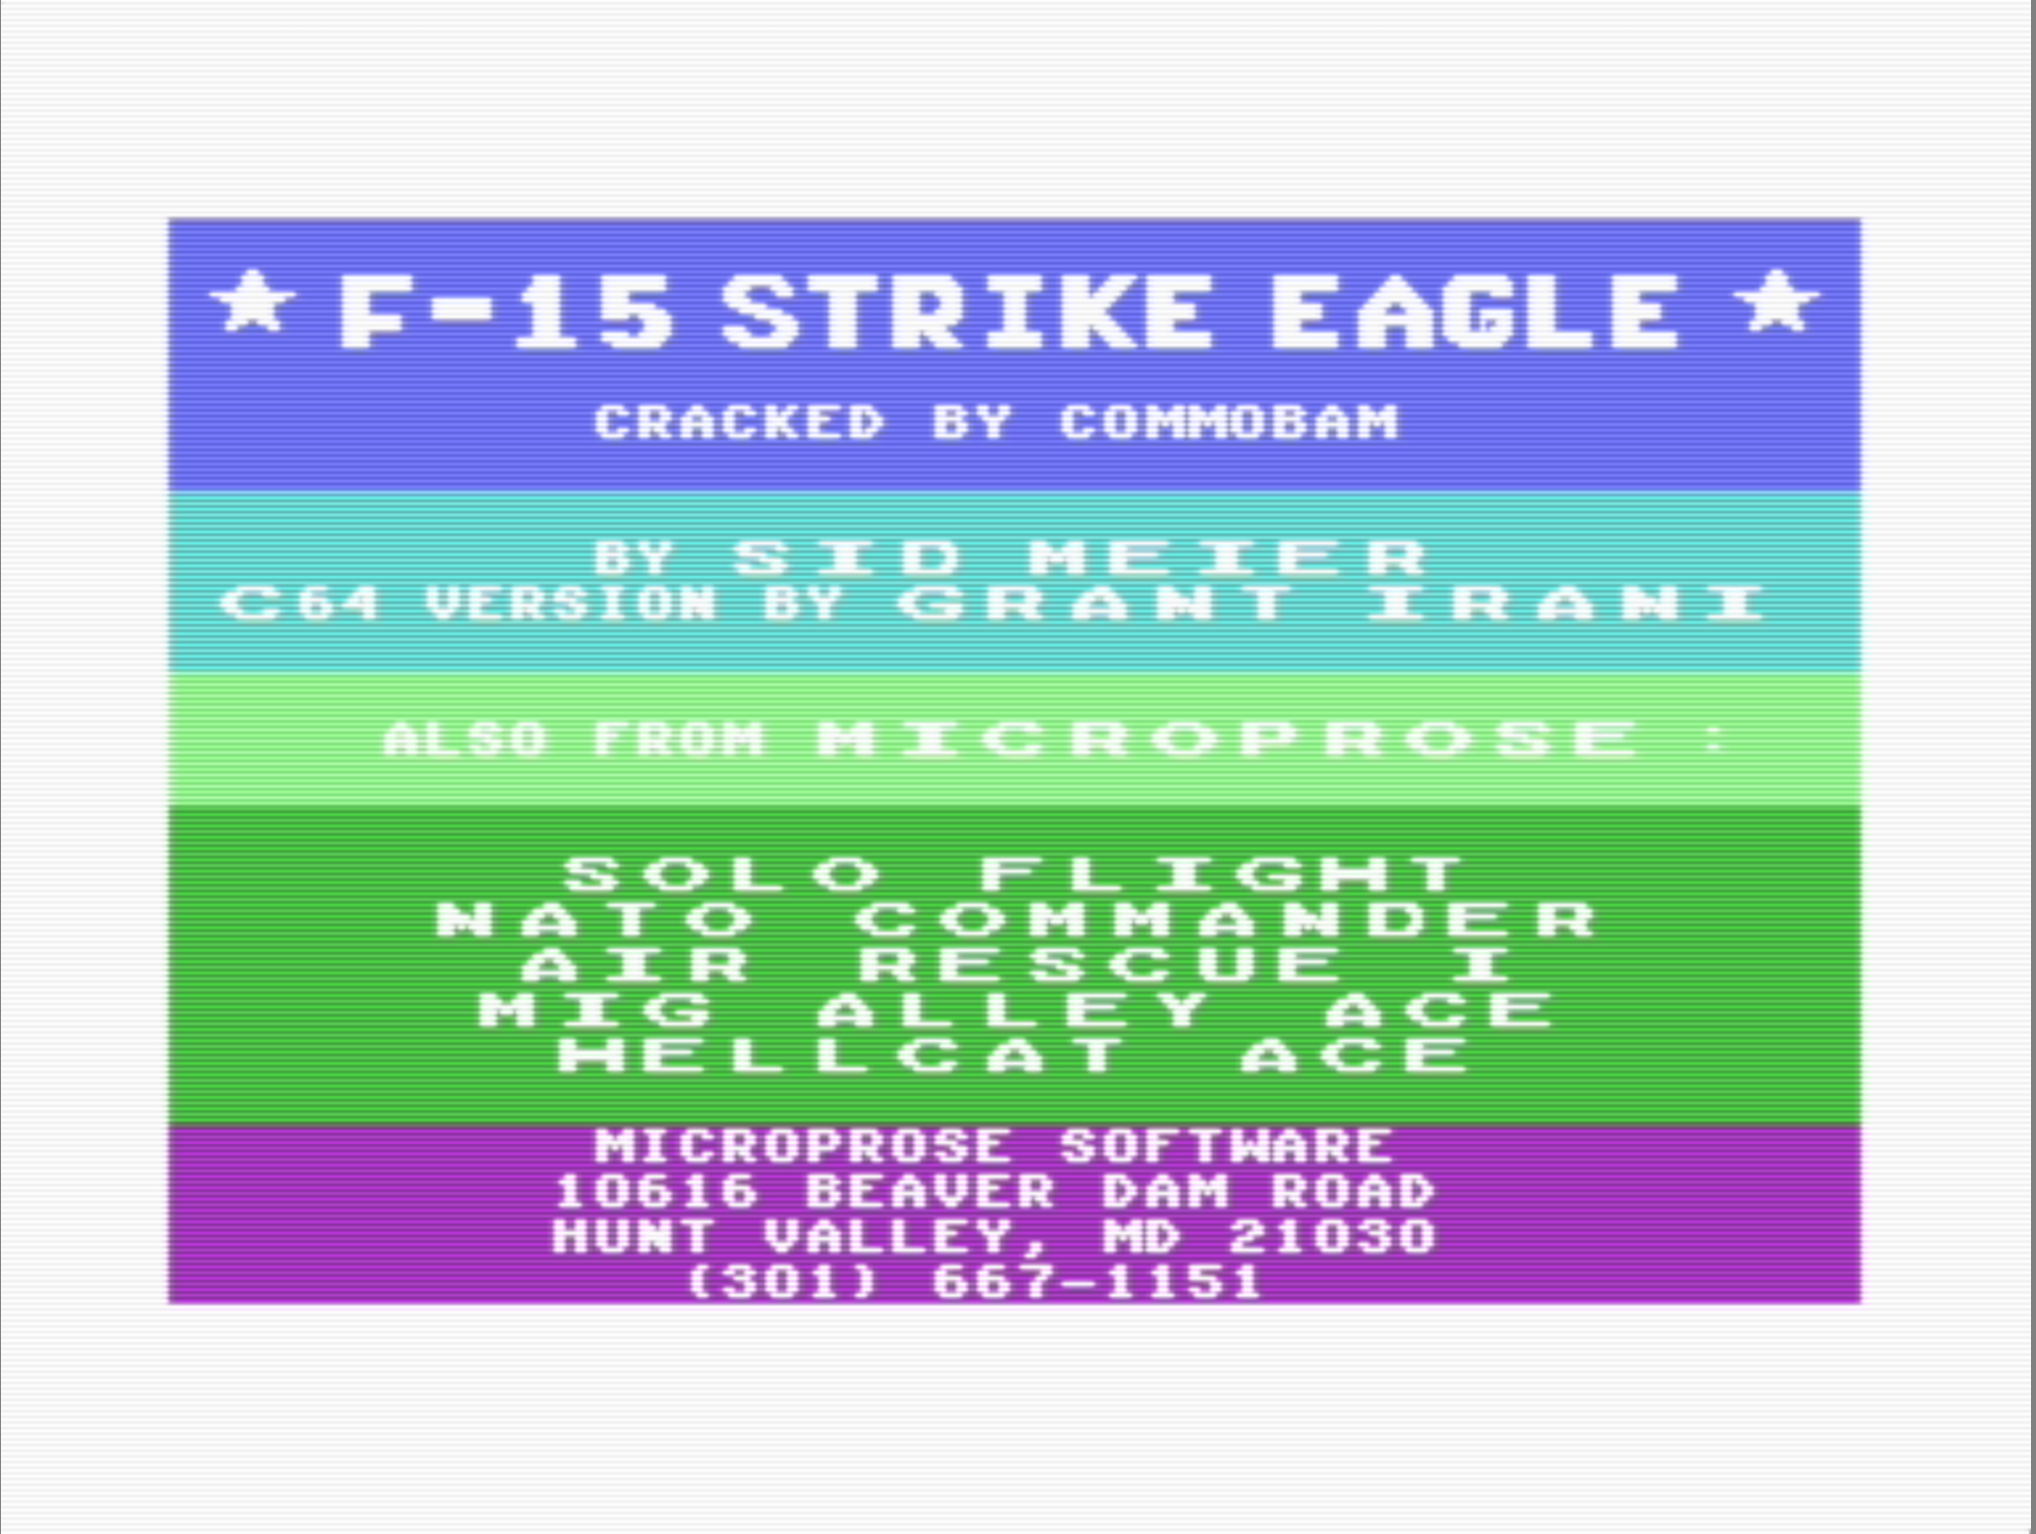 ★ F-15 STRIKE EAGLE ★
CRACKED BY COMMOBAM
BY SID MEIER
C64 VERSION BY GRANT IRANI
ALSO FROM MICROPROSE :
SOLO FLIGHT
NATO COMMANDER
AIR RESCUE I
MIG ALLEY ACE
HELLCAT ACE
MICROPROSE SOFTWARE
10616 BEAVER DAM ROAD
HUNT VALLEY, MD 21030
(301) 667-1151